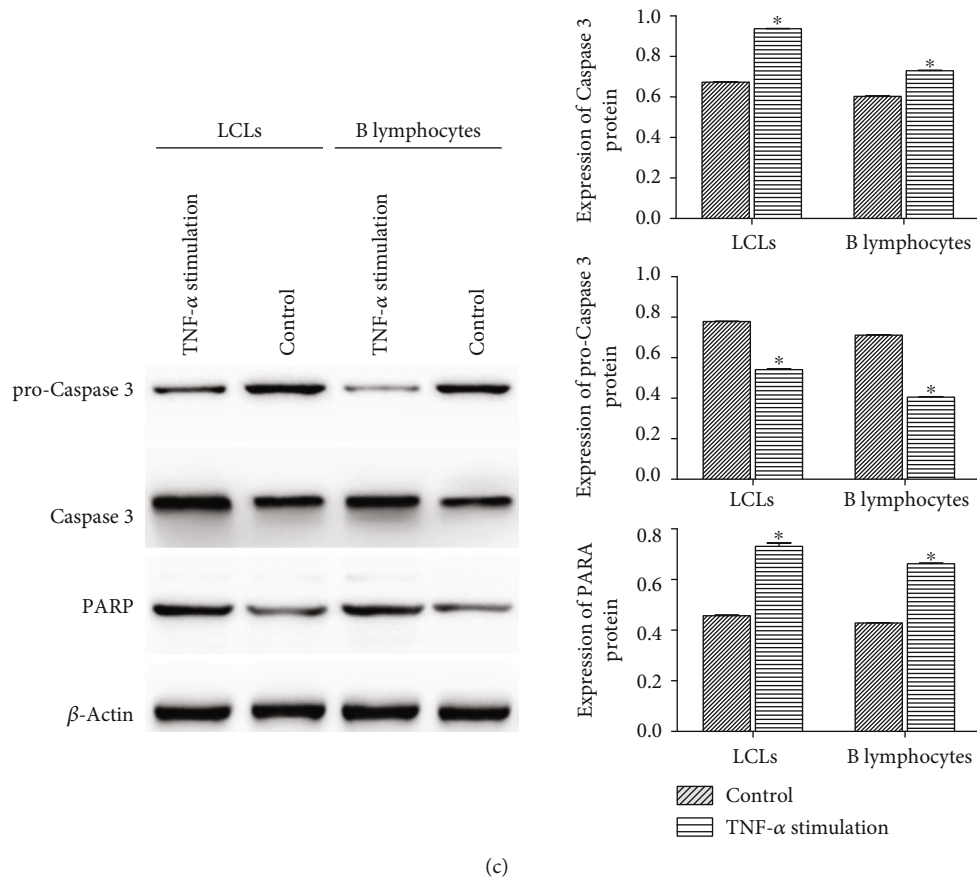 LCLs B lymphocytes
TNF-α stimulation
Control
TNF-α stimulation
Control
pro-Caspase 3
Caspase 3
PARP
β-Actin
Expression of Caspase 3
protein
1.0
0.8
0.6
0.4
0.2
0.0
*
*
LCLs B lymphocytes
Expression of pro-Caspase 3
protein
1.0
0.8
0.6
0.4
0.2
0.0
*
*
LCLs B lymphocytes
Expression of PARA
protein
0.8
0.6
0.4
0.2
0.0
*
*
LCLs B lymphocytes
Control
TNF-α stimulation
(c)